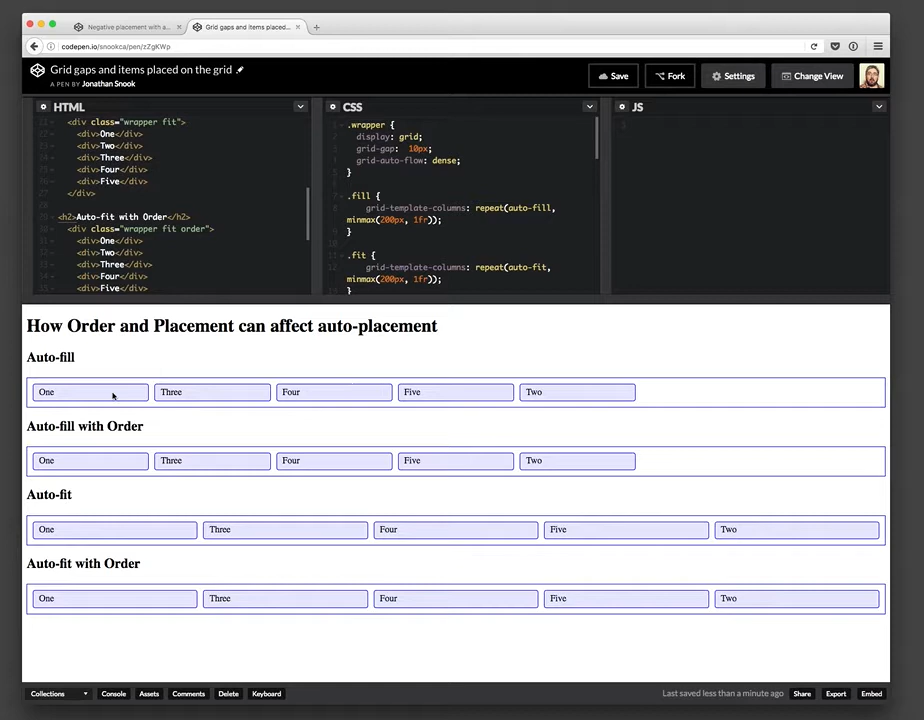 Negative placement with a...
Grid gaps and items placed...
codepen.io/snookca/pen/zZgKWp
Grid gaps and items placed on the grid
A PEN BY Jonathan Snook
Save
Fork
Settings
Change View
HTML
<div class="wrapper fit">
<div>One</div>
<div>Two</div>
<div>Three</div>
<div>Four</div>
<div>Five</div>
</div>
<h2>Auto-fit with Order</h2>
<div class="wrapper fit order">
<div>One</div>
<div>Two</div>
<div>Three</div>
<div>Four</div>
<div>Five</div>
CSS
.wrapper {
display: grid;
grid-gap: 10px;
grid-auto-flow: dense;
}
.fill {
grid-template-columns: repeat(auto-fill,
minmax(200px, 1fr));
}
.fit {
grid-template-columns: repeat(auto-fit,
minmax(200px, 1fr));
}
JS
How Order and Placement can affect auto-placement
Auto-fill
One Three Four Five Two
Auto-fill with Order
One Three Four Five Two
Auto-fit
One Three Four Five Two
Auto-fit with Order
One Three Four Five Two
Collections Console Assets Comments Delete Keyboard Last saved less than a minute ago Share Export Embed